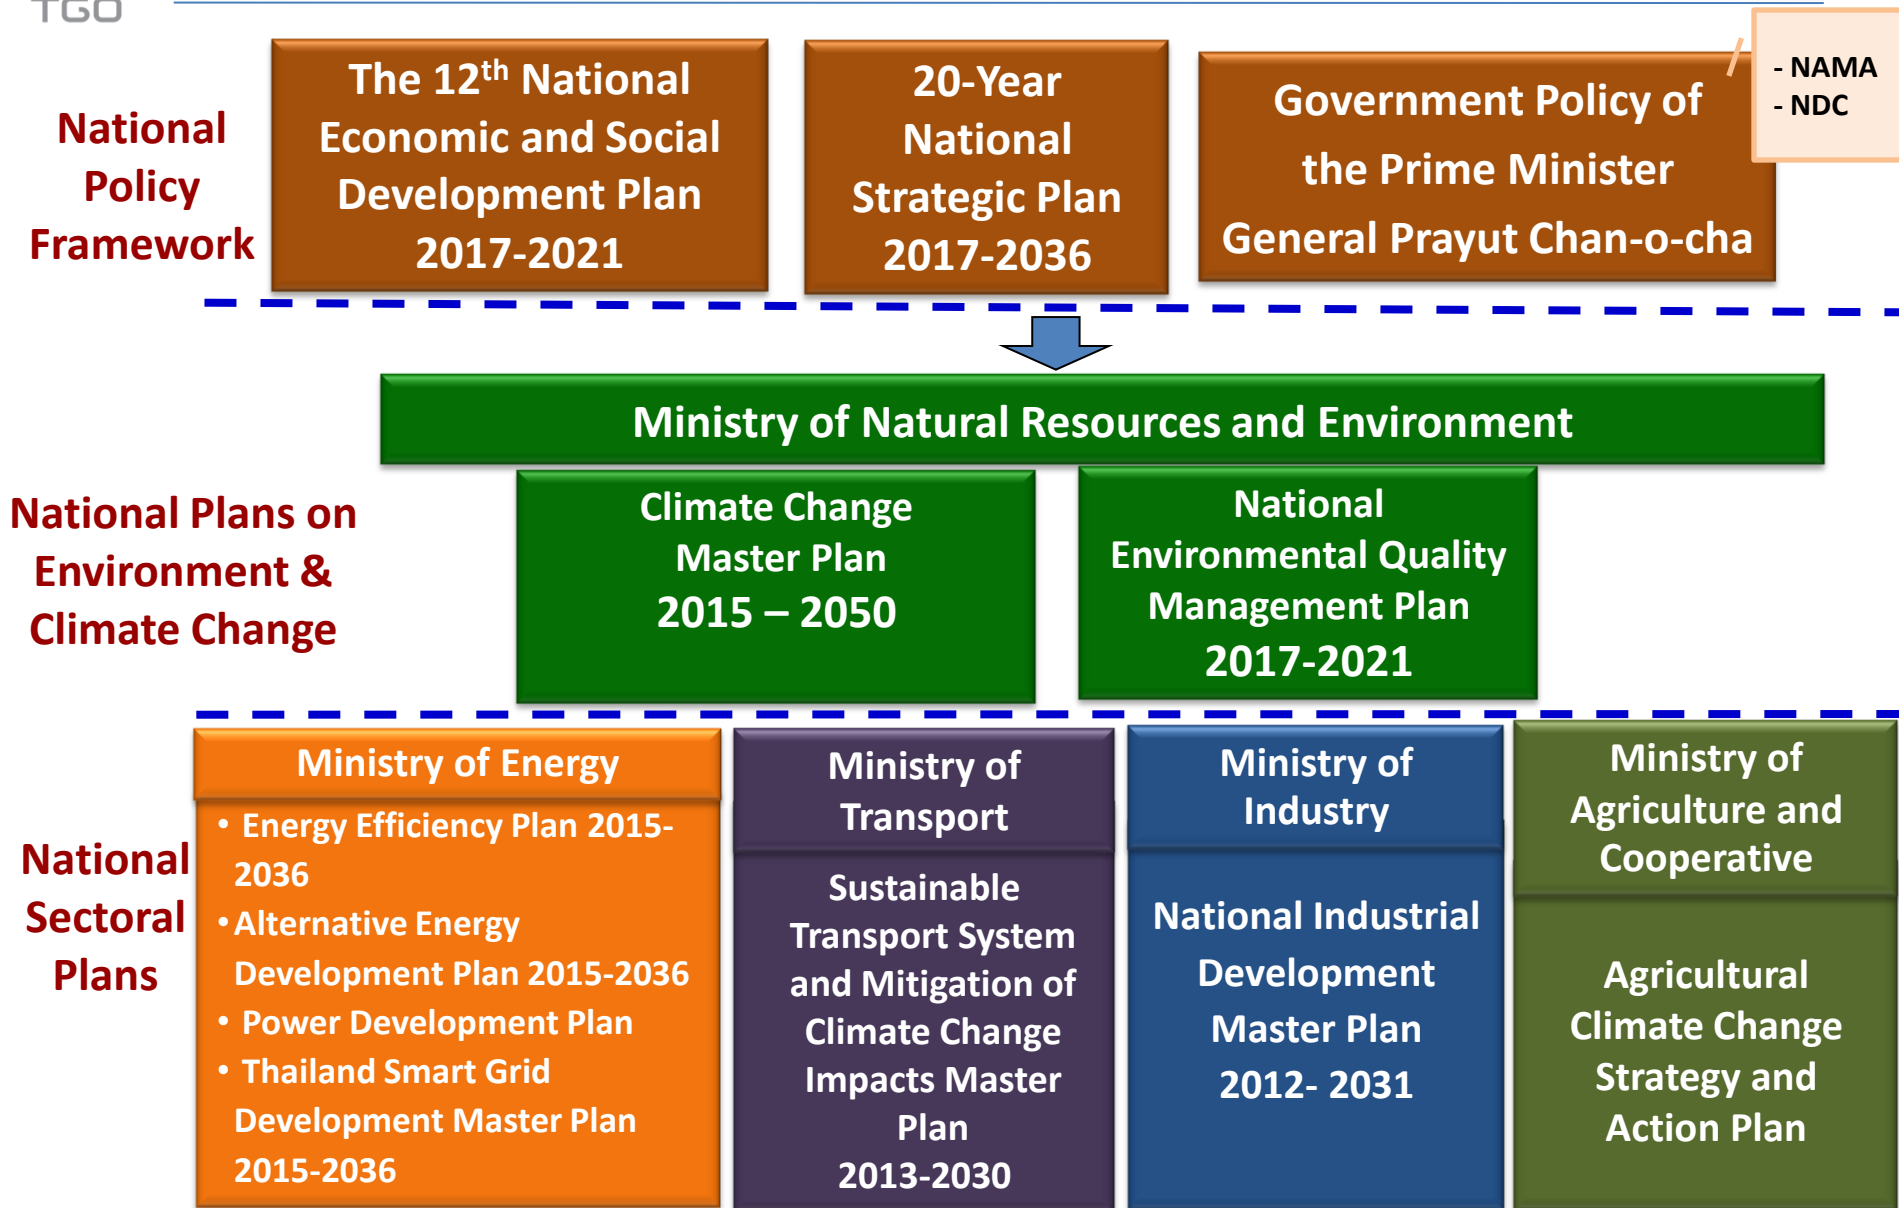 TGO
National
Policy
Framework
The 12th National
Economic and Social
Development Plan
2017-2021
20-Year
National
Strategic Plan
2017-2036
Government Policy of
the Prime Minister
General Prayut Chan-o-cha
- NAMA
- NDC
National Plans on
Environment &
Climate Change
Ministry of Natural Resources and Environment
Climate Change
Master Plan
2015 – 2050
National
Environmental Quality
Management Plan
2017-2021
National
Sectoral
Plans
Ministry of Energy
• Energy Efficiency Plan 2015-
2036
• Alternative Energy
Development Plan 2015-2036
• Power Development Plan
• Thailand Smart Grid
Development Master Plan
2015-2036
Ministry of
Transport
Sustainable
Transport System
and Mitigation of
Climate Change
Impacts Master
Plan
2013-2030
Ministry of
Industry
National Industrial
Development
Master Plan
2012- 2031
Ministry of
Agriculture and
Cooperative
Agricultural
Climate Change
Strategy and
Action Plan